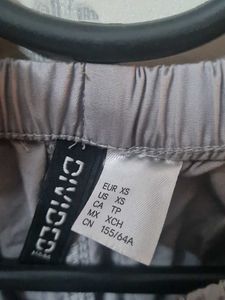 DIVIDED
EUR XS
US XS
CA TP
MX XCH
CN 155/64A